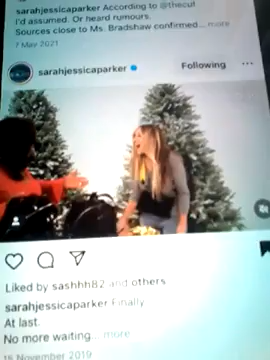 sarahjessicaparker According to @thecut
I'd assumed. Or heard rumours.
Sources close to Ms. Bradshaw confirmed... more
7 May 2021
sarahjessicaparker
Following
Liked by sashhh82 and others
sarahjessicaparker Finally
At last.
No more waiting... more
15 November 2019